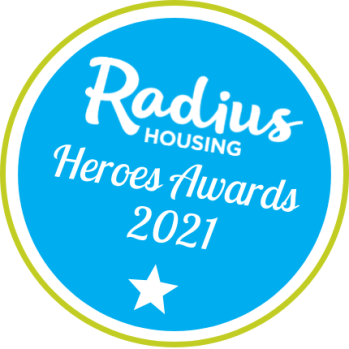 Radius
HOUSING
Heroes Awards
2021